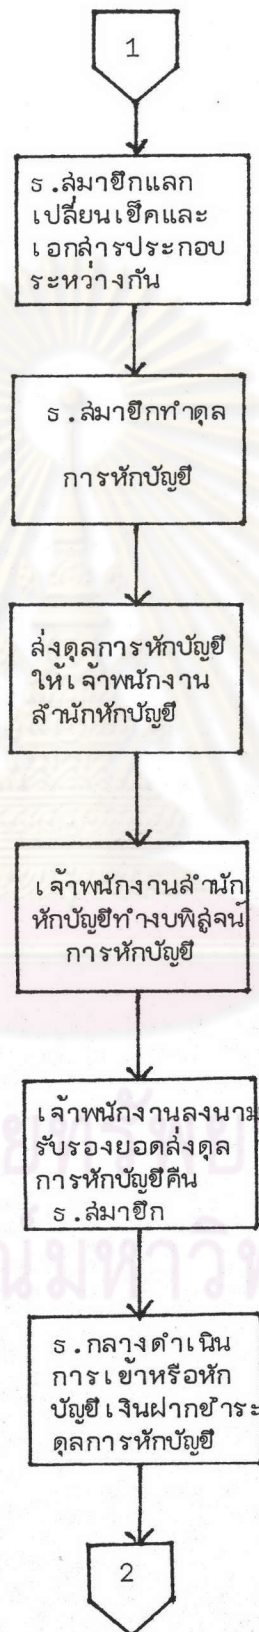 1
ธ.สมาชิกแลก
เปลี่ยนเช็คและ
เอกสารประกอบ
ระหว่างกัน
ธ.สมาชิกทำดุล
การหักบัญชี
ส่งดุลการหักบัญชี
ให้เจ้าพนักงาน
สำนักหักบัญชี
เจ้าพนักงานสำนัก
หักบัญชีทำงบพิสูจน์
การหักบัญชี
เจ้าพนักงานลงนาม
รับรองยอดส่งดุล
การหักบัญชีคืน
ธ.สมาชิก
ธ.กลางดำเนิน
การเข้าหรือหัก
บัญชีเงินฝากชำระ
ดุลการหักบัญชี
2